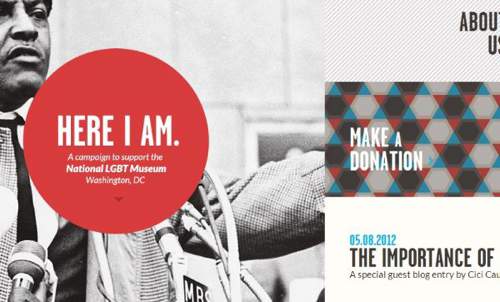 ABOUT
US
HERE I AM.
A campaign to support the
National LGBT Museum
Washington, DC
MAKE A
DONATION
05.08.2012
THE IMPORTANCE OF
A special guest blog entry by Cici Cau